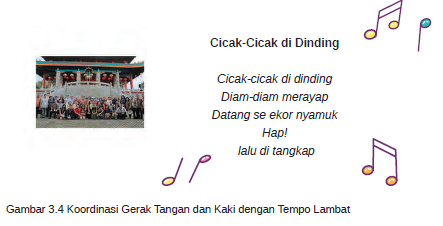 Cicak-Cicak di Dinding
Cicak-cicak di dinding
Diam-diam merayap
Datang se ekor nyamuk
Hap!
lalu di tangkap
Gambar 3.4 Koordinasi Gerak Tangan dan Kaki dengan Tempo Lambat